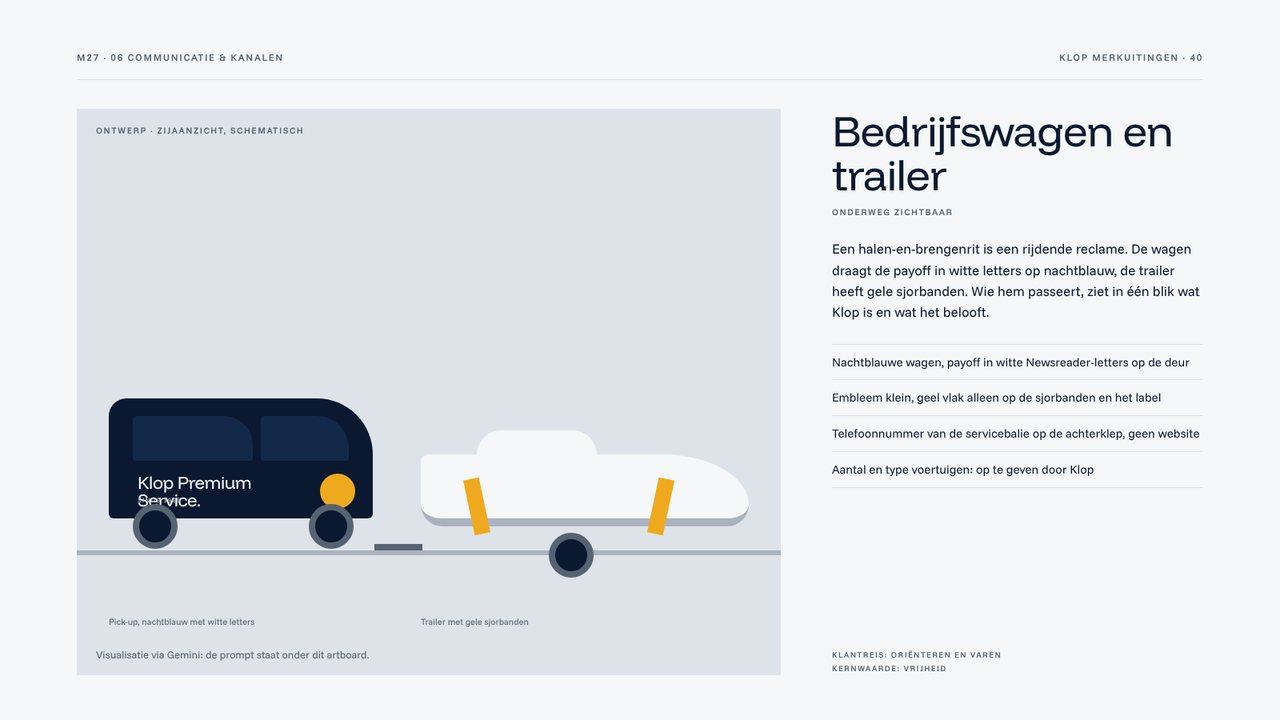 M27 · 06 COMMUNICATIE & KANALEN
KLOP MERKUITINGEN · 40
ONTWERP · ZIJAANZICHT, SCHEMATISCH
Klop Premium
Service.
Pick-up, nachtblauw met witte letters
Trailer met gele sjorbanden
Visualisatie via Gemini: de prompt staat onder dit artboard.
Bedrijfswagen en
trailer
ONDERWEG ZICHTBAAR
Een halen-en-brengenrit is een rijdende reclame. De wagen
draagt de payoff in witte letters op nachtblauw, de trailer
heeft gele sjorbanden. Wie hem passeert, ziet in één blik wat
Klop is en wat het belooft.
Nachtblauwe wagen, payoff in witte Newsreader-letters op de deur
Embleem klein, geel vlak alleen op de sjorbanden en het label
Telefoonnummer van de servicebalie op de achterklep, geen website
Aantal en type voertuigen: op te geven door Klop
KLANTREIS: ORIËNTEREN EN VAREN
KERNWAARDE: VRIJHEID